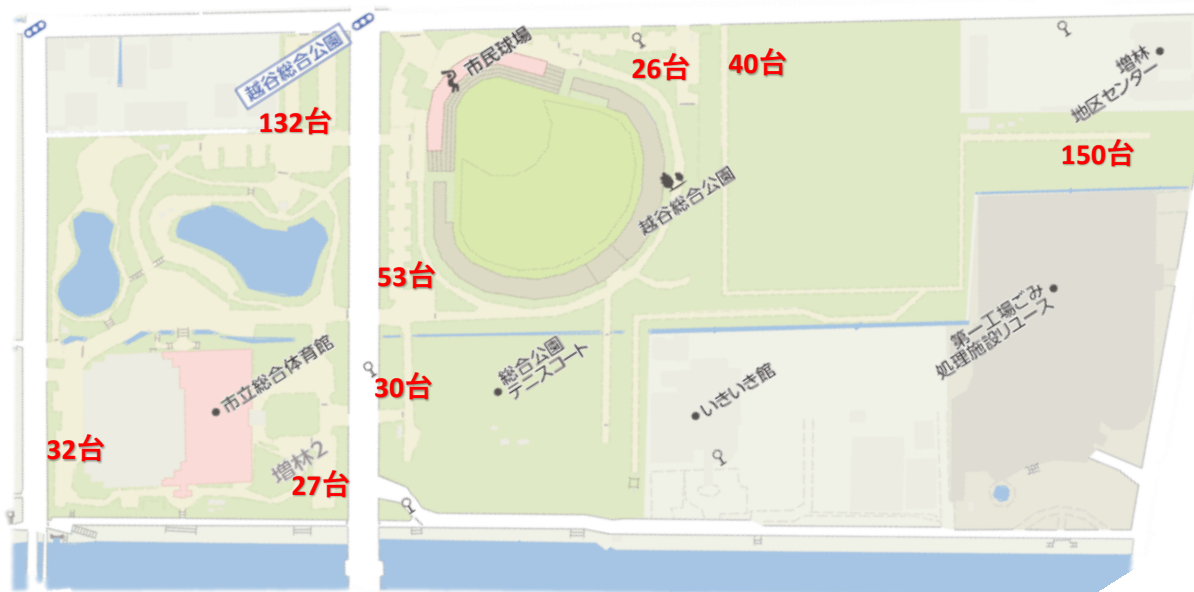 越谷総合公園
市民球場
26台
40台
増林
地区センター
132台
150台
越谷総合公園
53台
第一工場ごみ
処理施設リユース
市立総合体育館
総合公園
テニスコート
30台
いきいき館
32台
増林2
27台